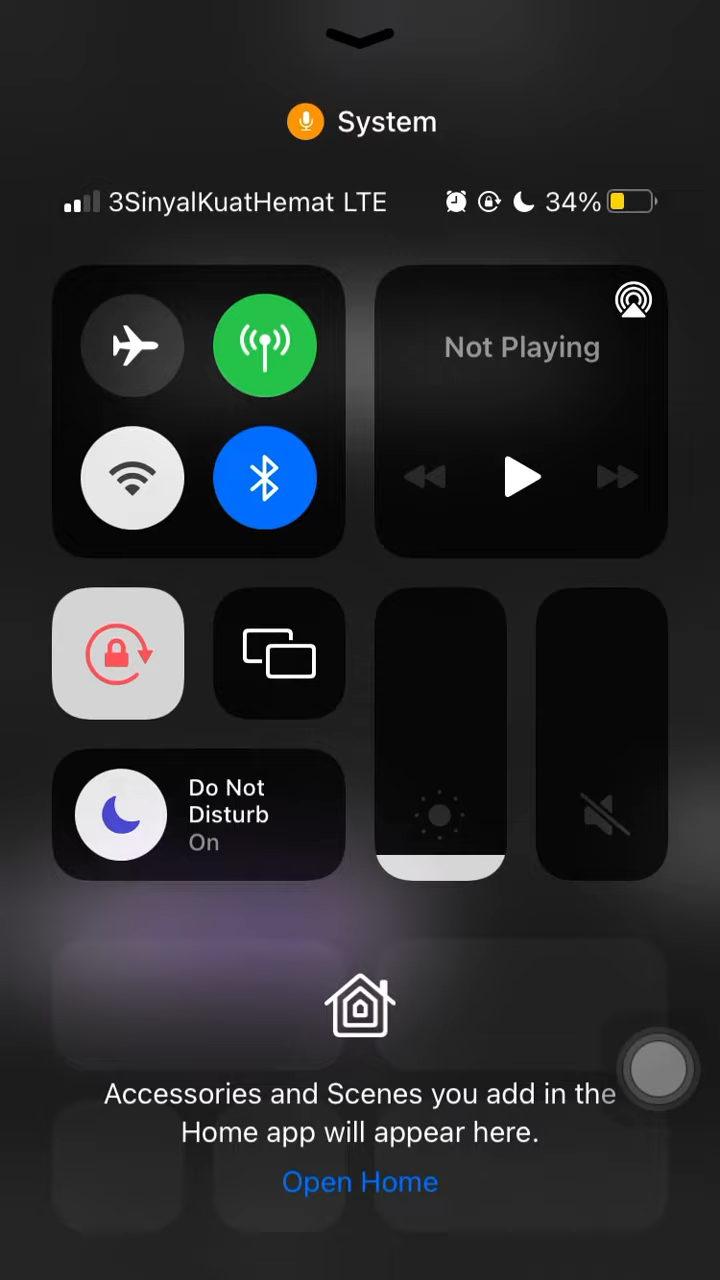 System
3SinyalKuatHemat LTE 34%
Not Playing
Do Not
Disturb
On
Accessories and Scenes you add in the
Home app will appear here.
Open Home